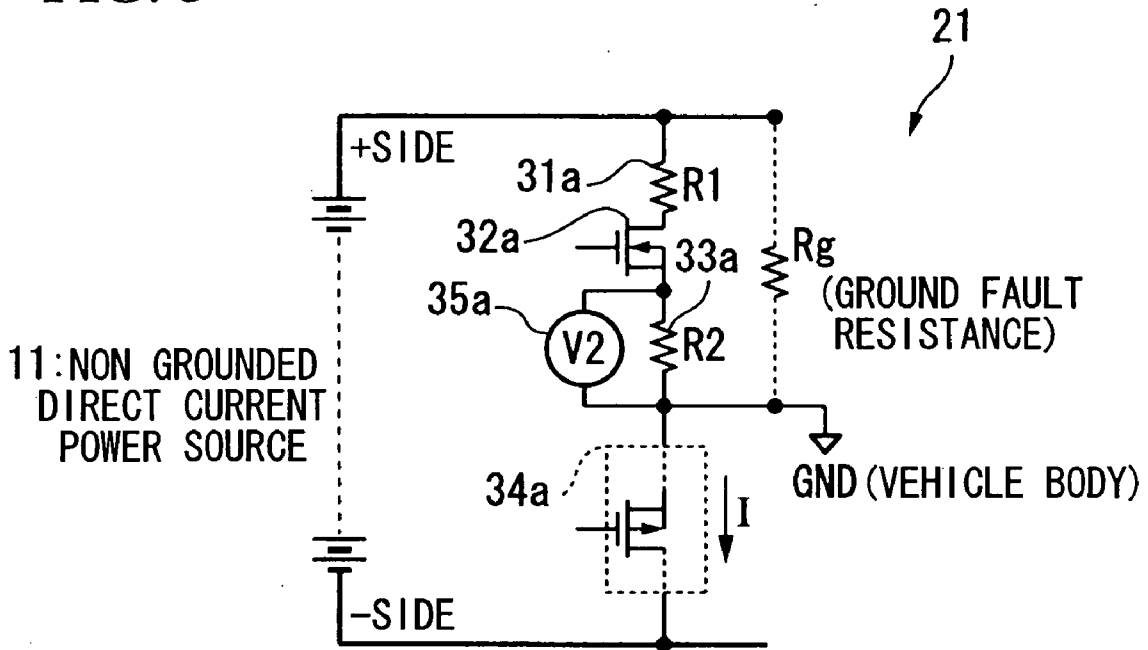 21
+SIDE
31a
R1
32a
33a
Rg
(GROUND FAULT
RESISTANCE)
35a
V2
R2
11:NON GROUNDED
DIRECT CURRENT
POWER SOURCE
34a
I
GND (VEHICLE BODY)
-SIDE